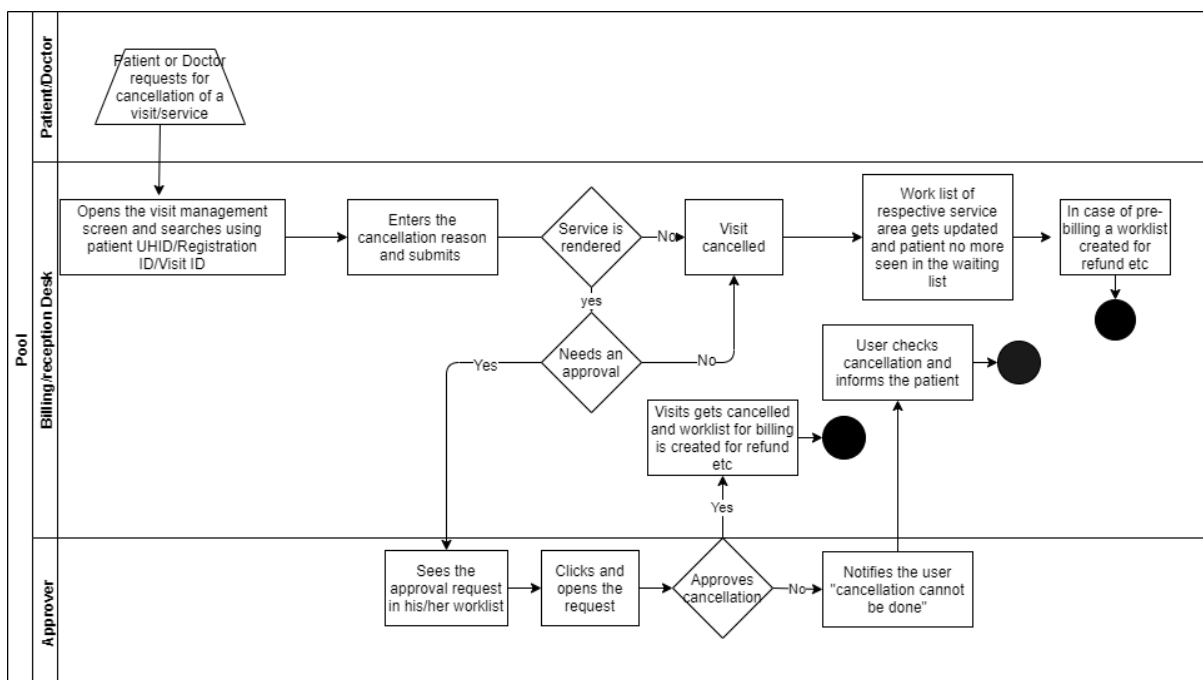 Pool
Patient/Doctor
Patient or Doctor
requests for
cancellation of a
visit/service
Billing/reception Desk
Opens the visit management
screen and searches using
patient UHID/Registration
ID/Visit ID
Enters the
cancellation reason
and submits
Service is
rendered
No
Visit
cancelled
Work list of
respective service
area gets updated
and patient no more
seen in the waiting
list
In case of pre-
billing a worklist
created for
refund etc
yes
Needs an
approval
Yes
No
User checks
cancellation and
informs the patient
Visits gets cancelled
and worklist for billing
is created for refund
etc
Yes
Approver
Sees the
approval request
in his/her worklist
Clicks and
opens the
request
Approves
cancellation
No
Notifies the user
"cancellation cannot
be done"